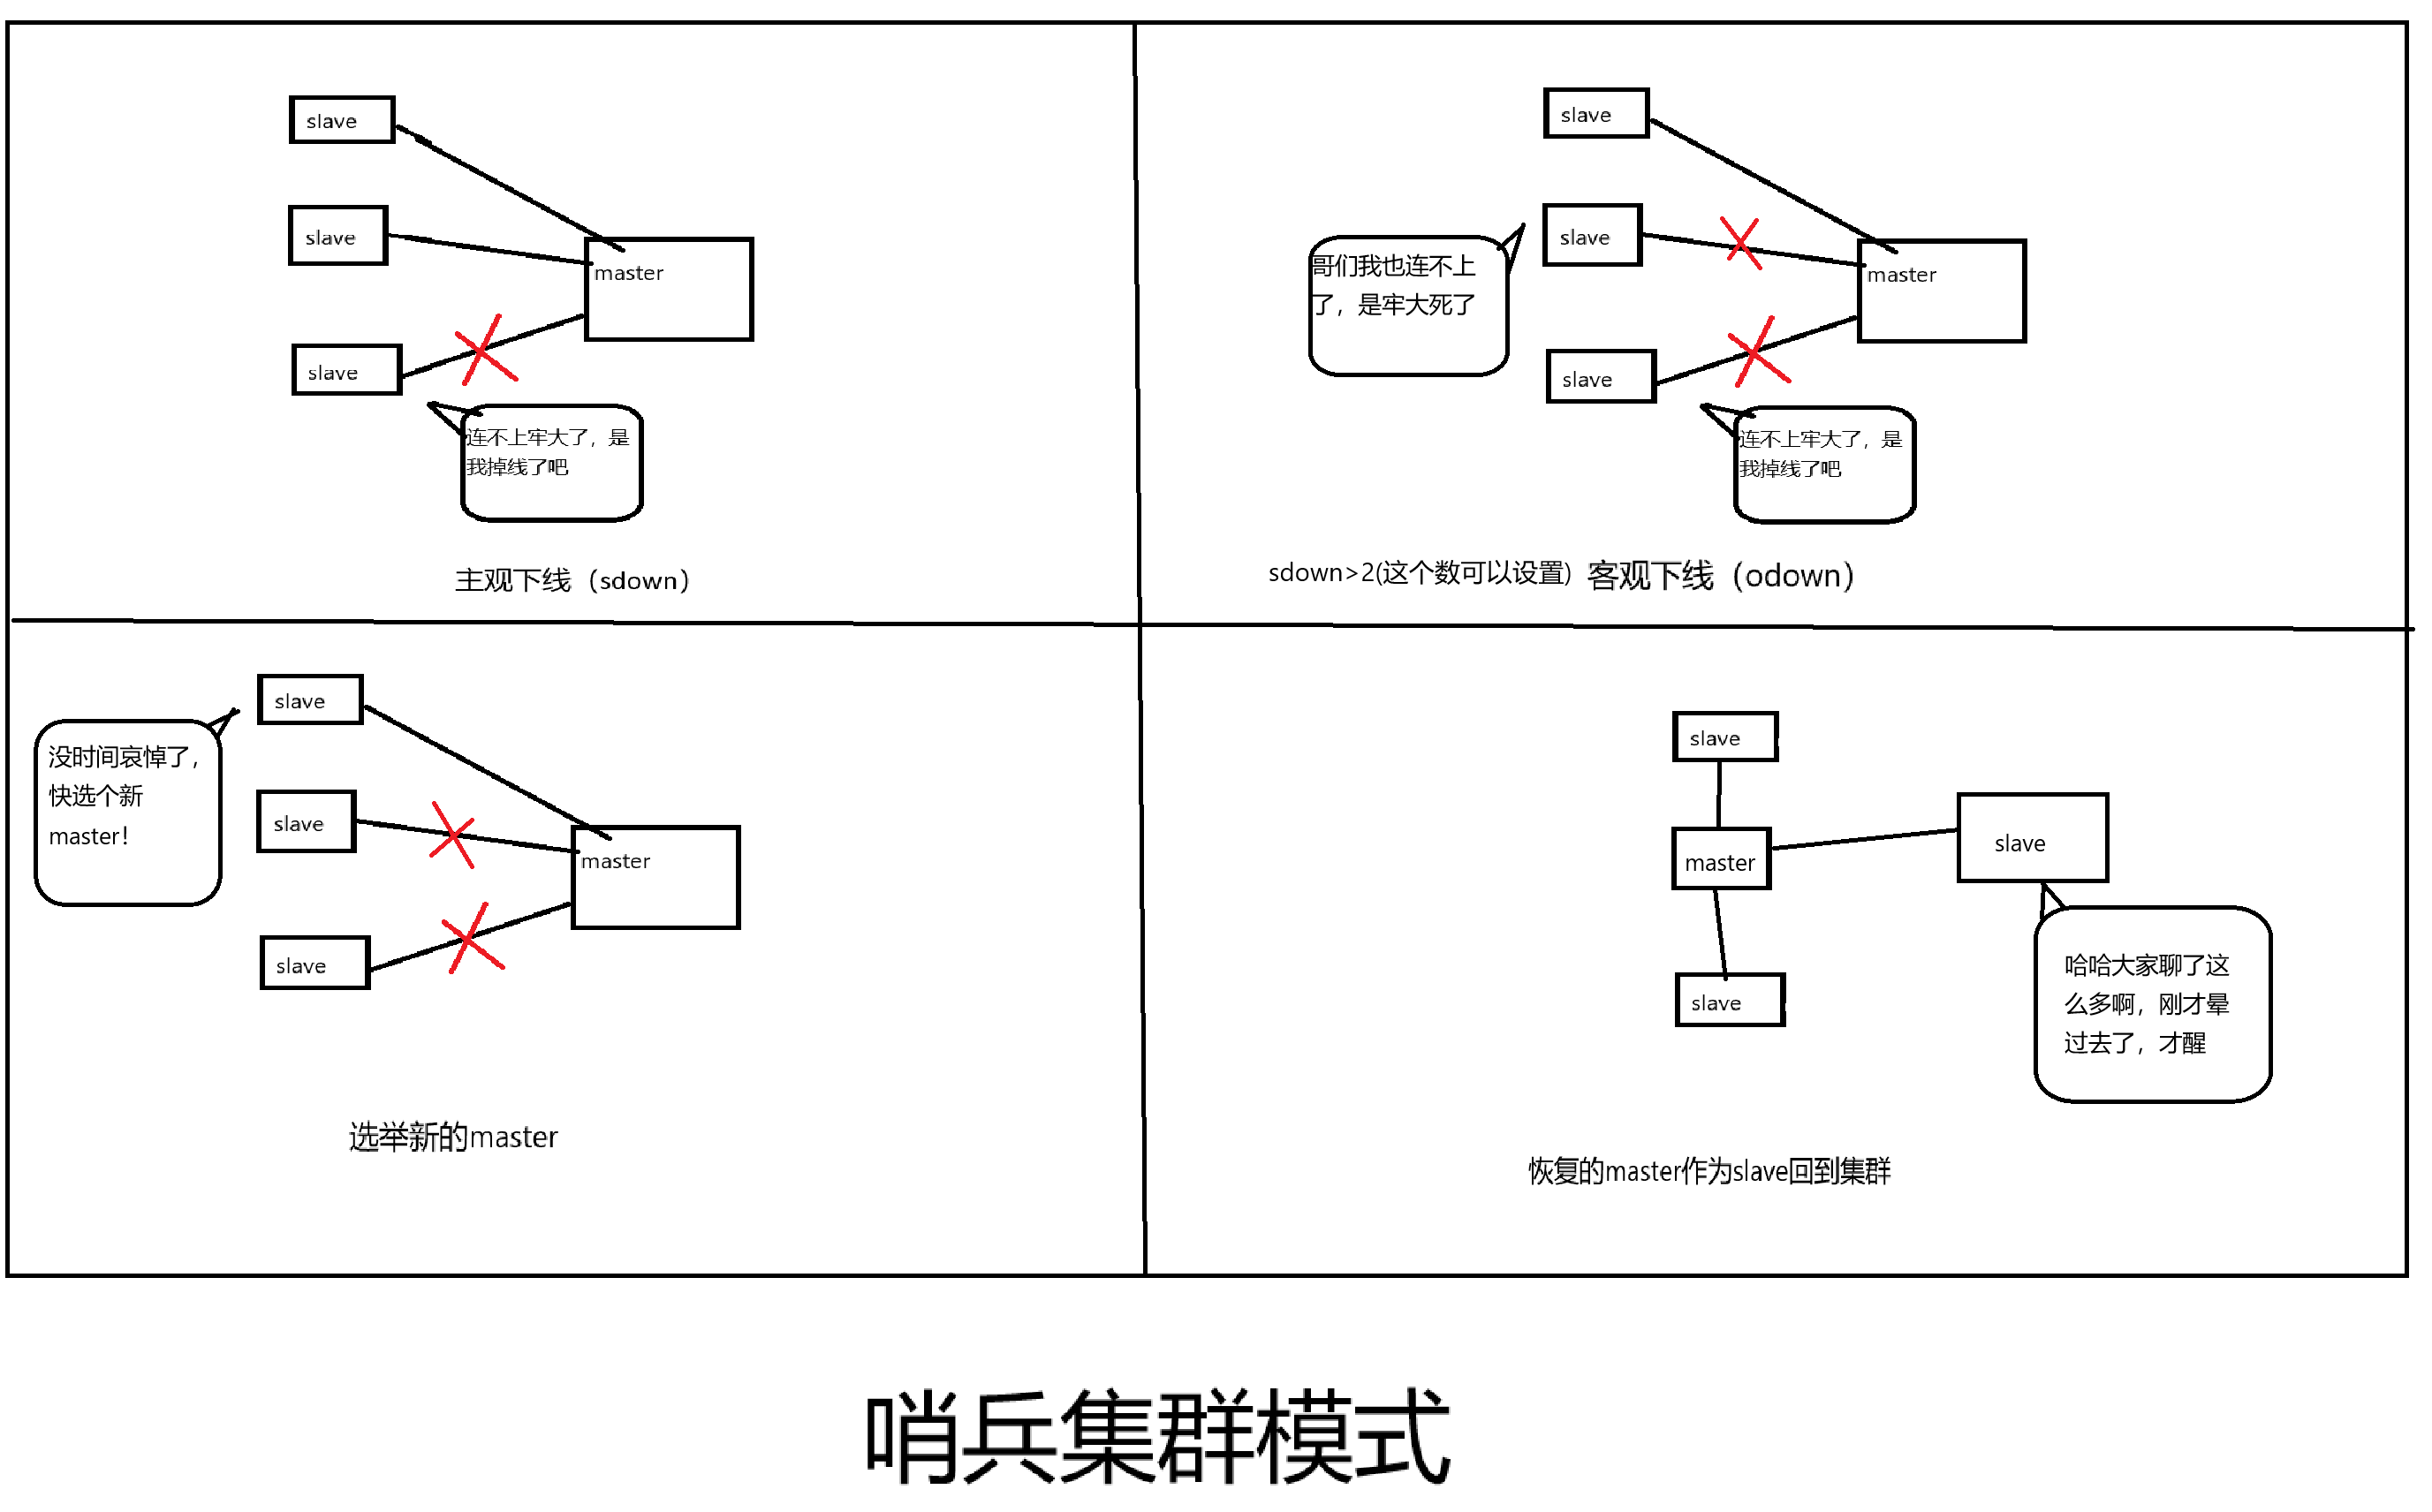 slave
slave
master
slave
连不上牢大了，是
我掉线了吧
主观下线（sdown）
slave
slave
哥们我也连不上
了，是牢大死了
master
slave
连不上牢大了，是
我掉线了吧
sdown>2(这个数可以设置) 客观下线（odown）
slave
没时间哀悼了，
快选个新
master！
slave
master
slave
选举新的master
slave
master
slave
slave
哈哈大家聊了这
么多啊，刚才晕
过去了，才醒
恢复的master作为slave回到集群
哨兵集群模式